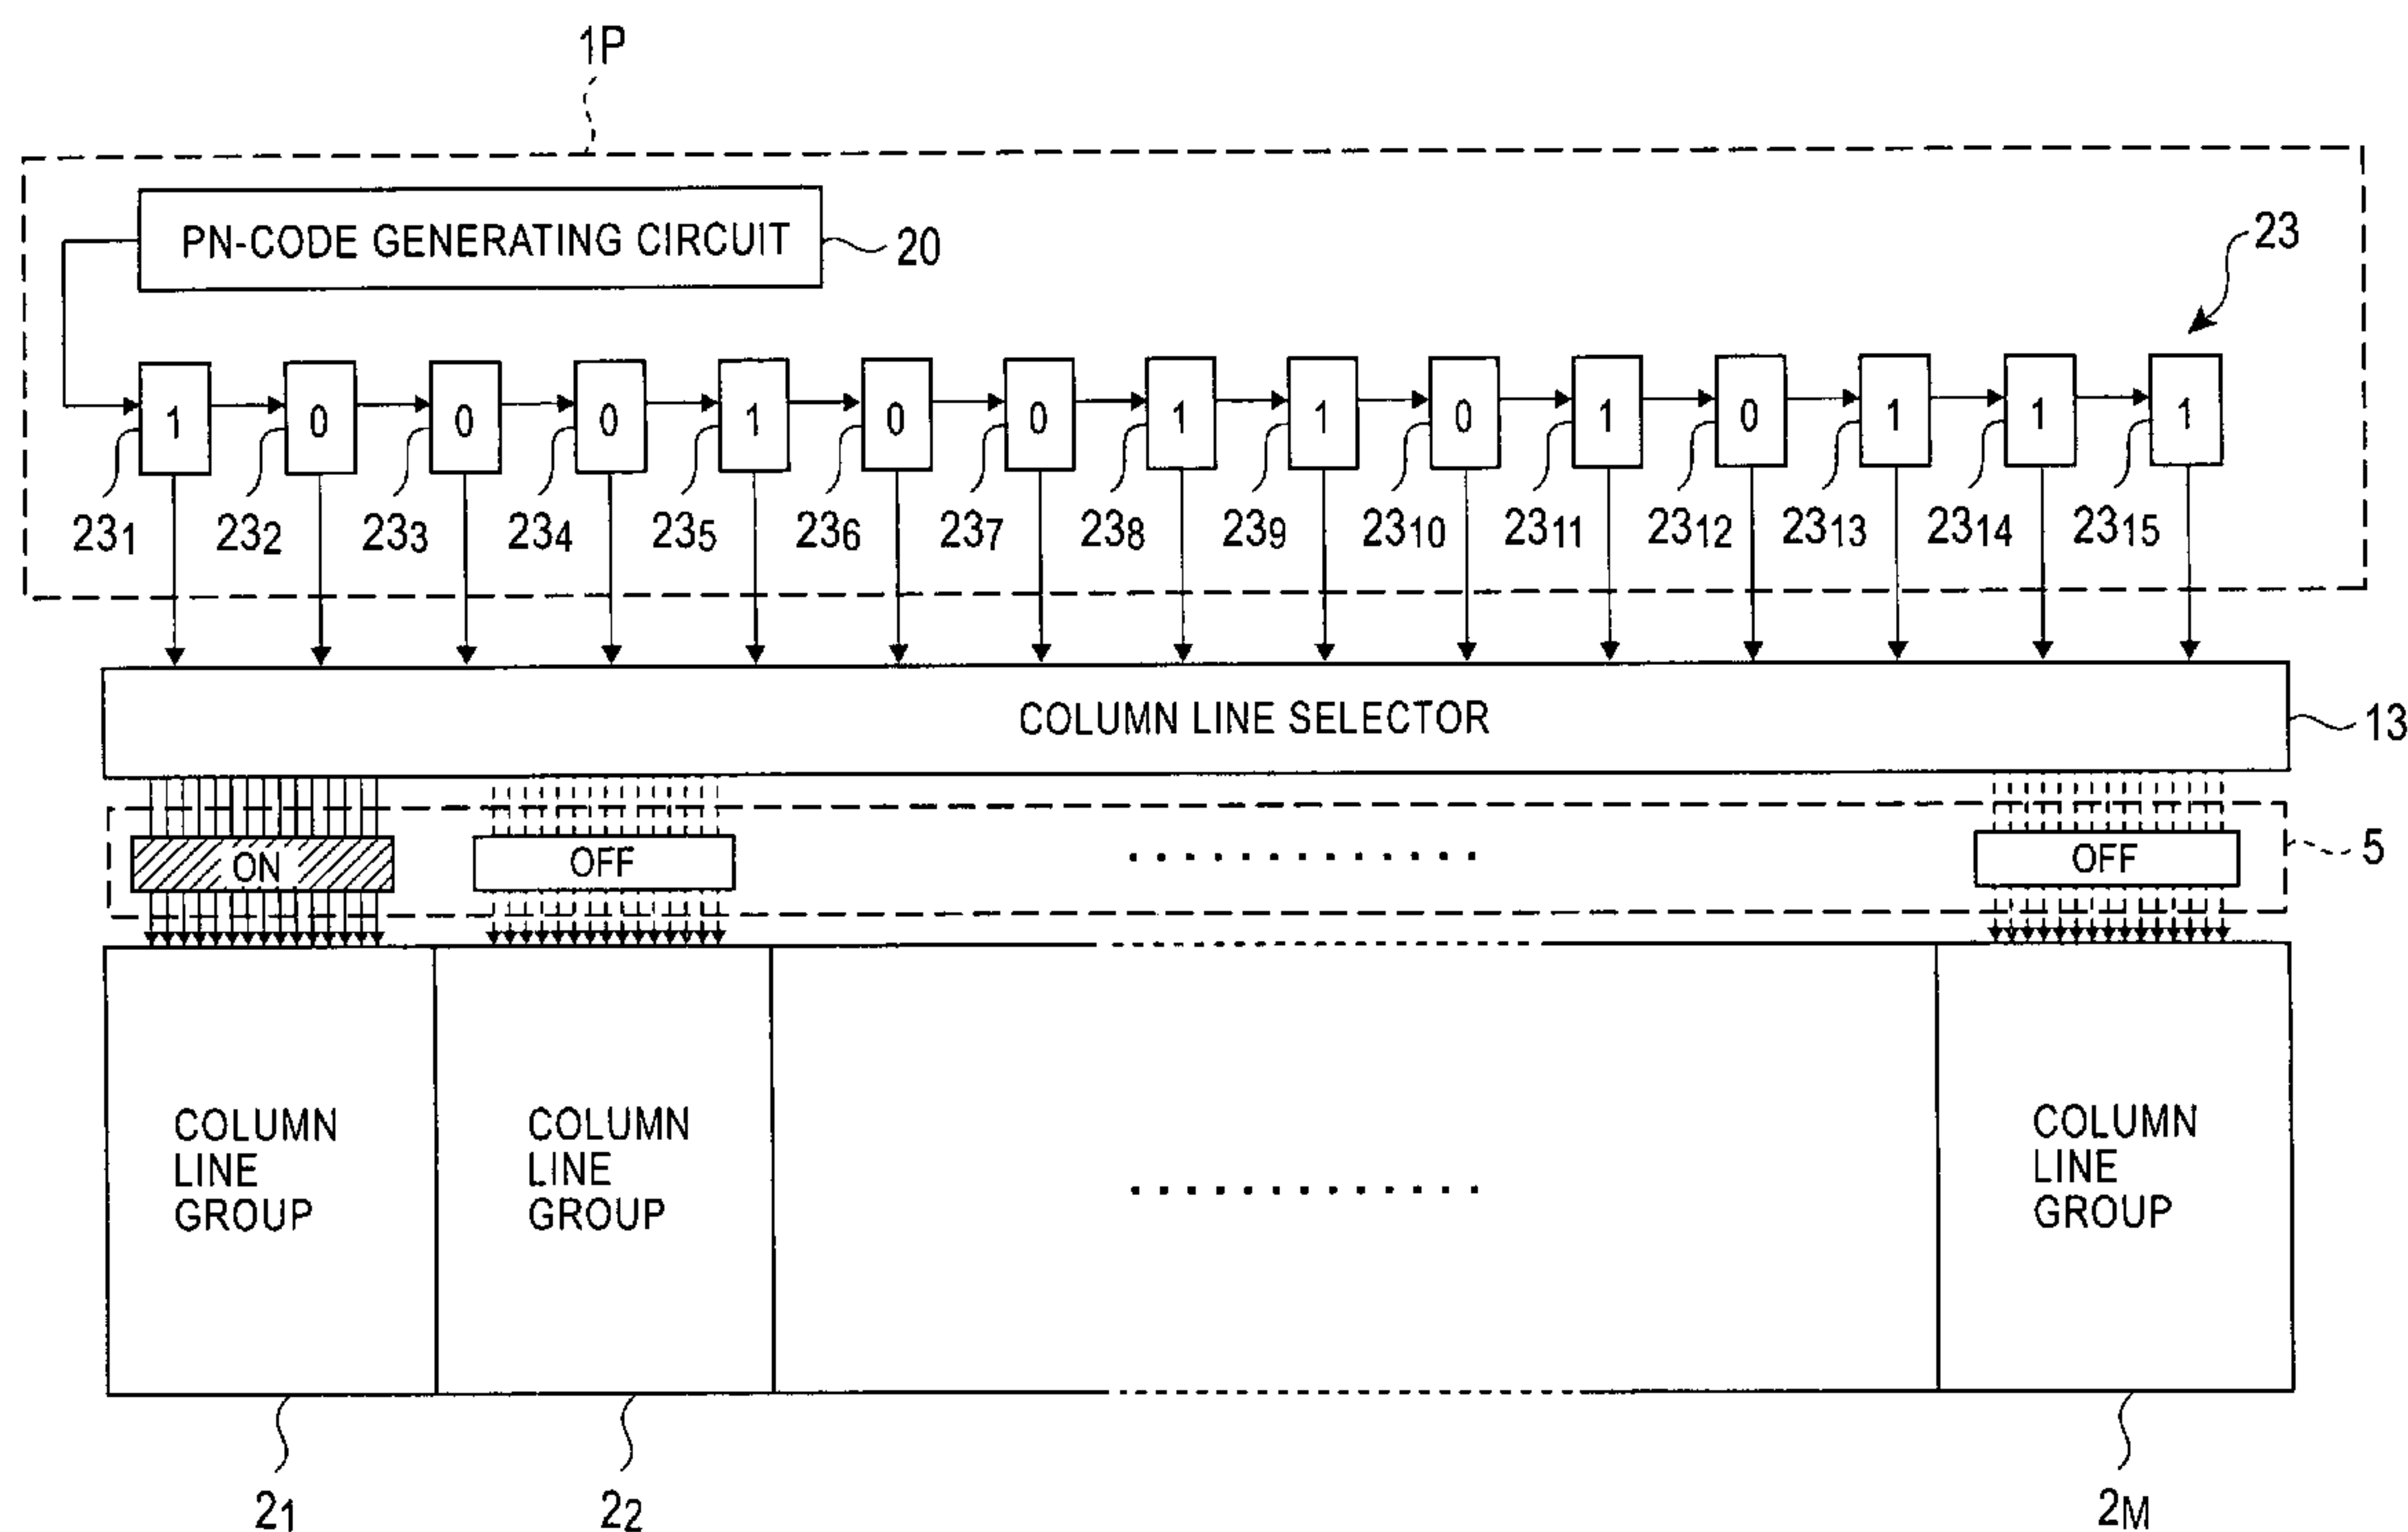 1P
PN-CODE GENERATING CIRCUIT
20
23
1 0 0 0 1 0 0 1 1 0 1 0 1 1 1
23₁ 23₂ 23₃ 23₄ 23₅ 23₆ 23₇ 23₈ 23₉ 23₁₀ 23₁₁ 23₁₂ 23₁₃ 23₁₄ 23₁₅
COLUMN LINE SELECTOR
13
ON OFF ............. OFF
5
COLUMN
LINE
GROUP
COLUMN
LINE
GROUP
.............
COLUMN
LINE
GROUP
2₁ 2₂ 2M